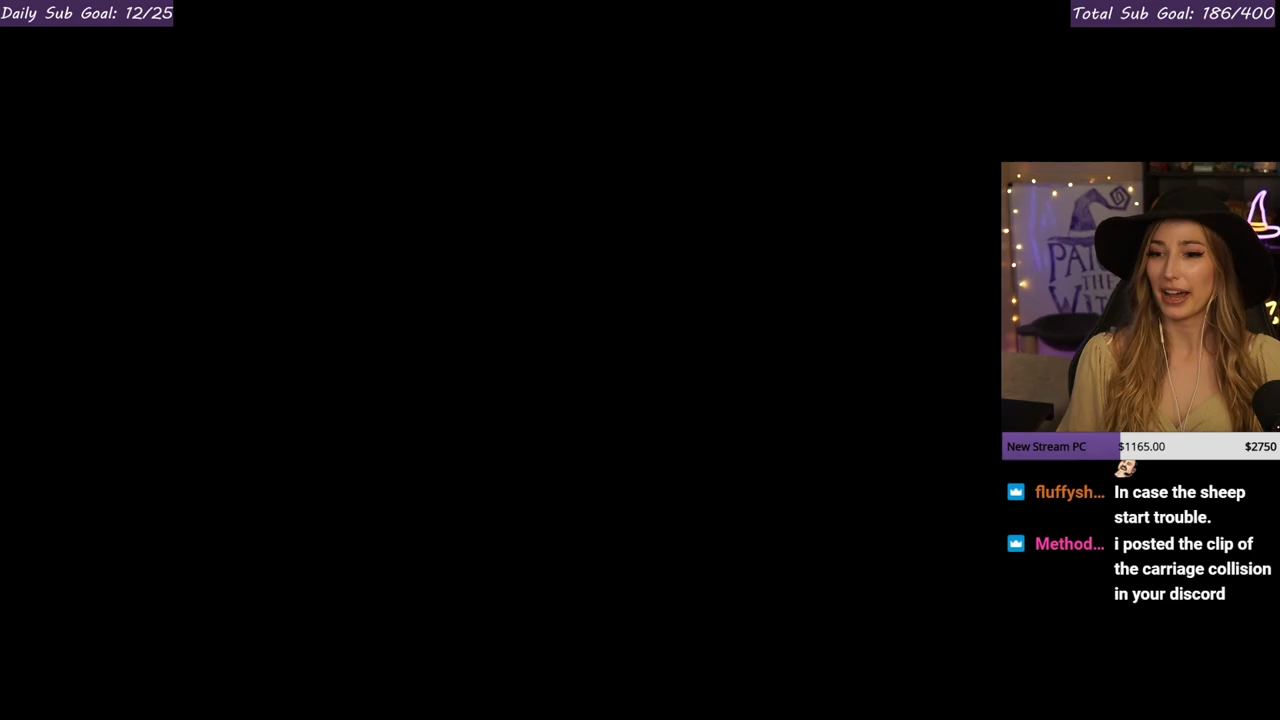 Daily Sub Goal: 12/25
Total Sub Goal: 186/400
THE
New Stream PC $1165.00 $2750
fluffysh... In case the sheep
start trouble.
Method... i posted the clip of
the carriage collision
in your discord